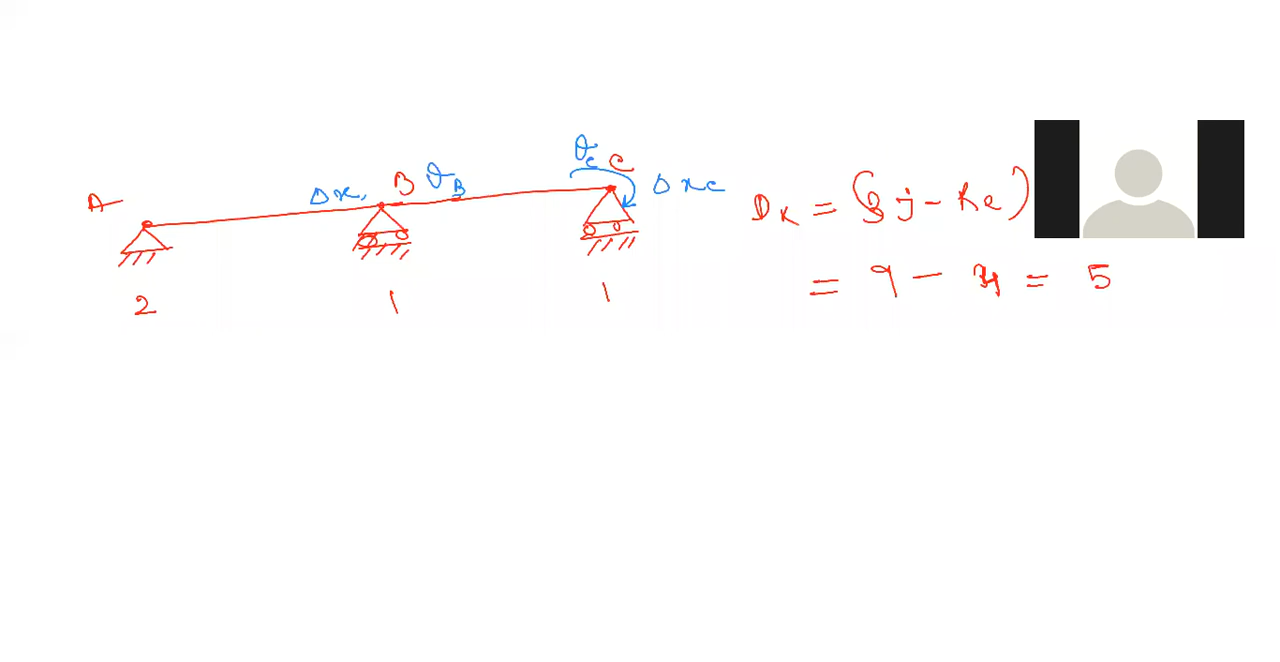 θc C
A Δx, B θB Δxc
Dk = (3j - Re)
= 9 - 4 = 5
2 1 1